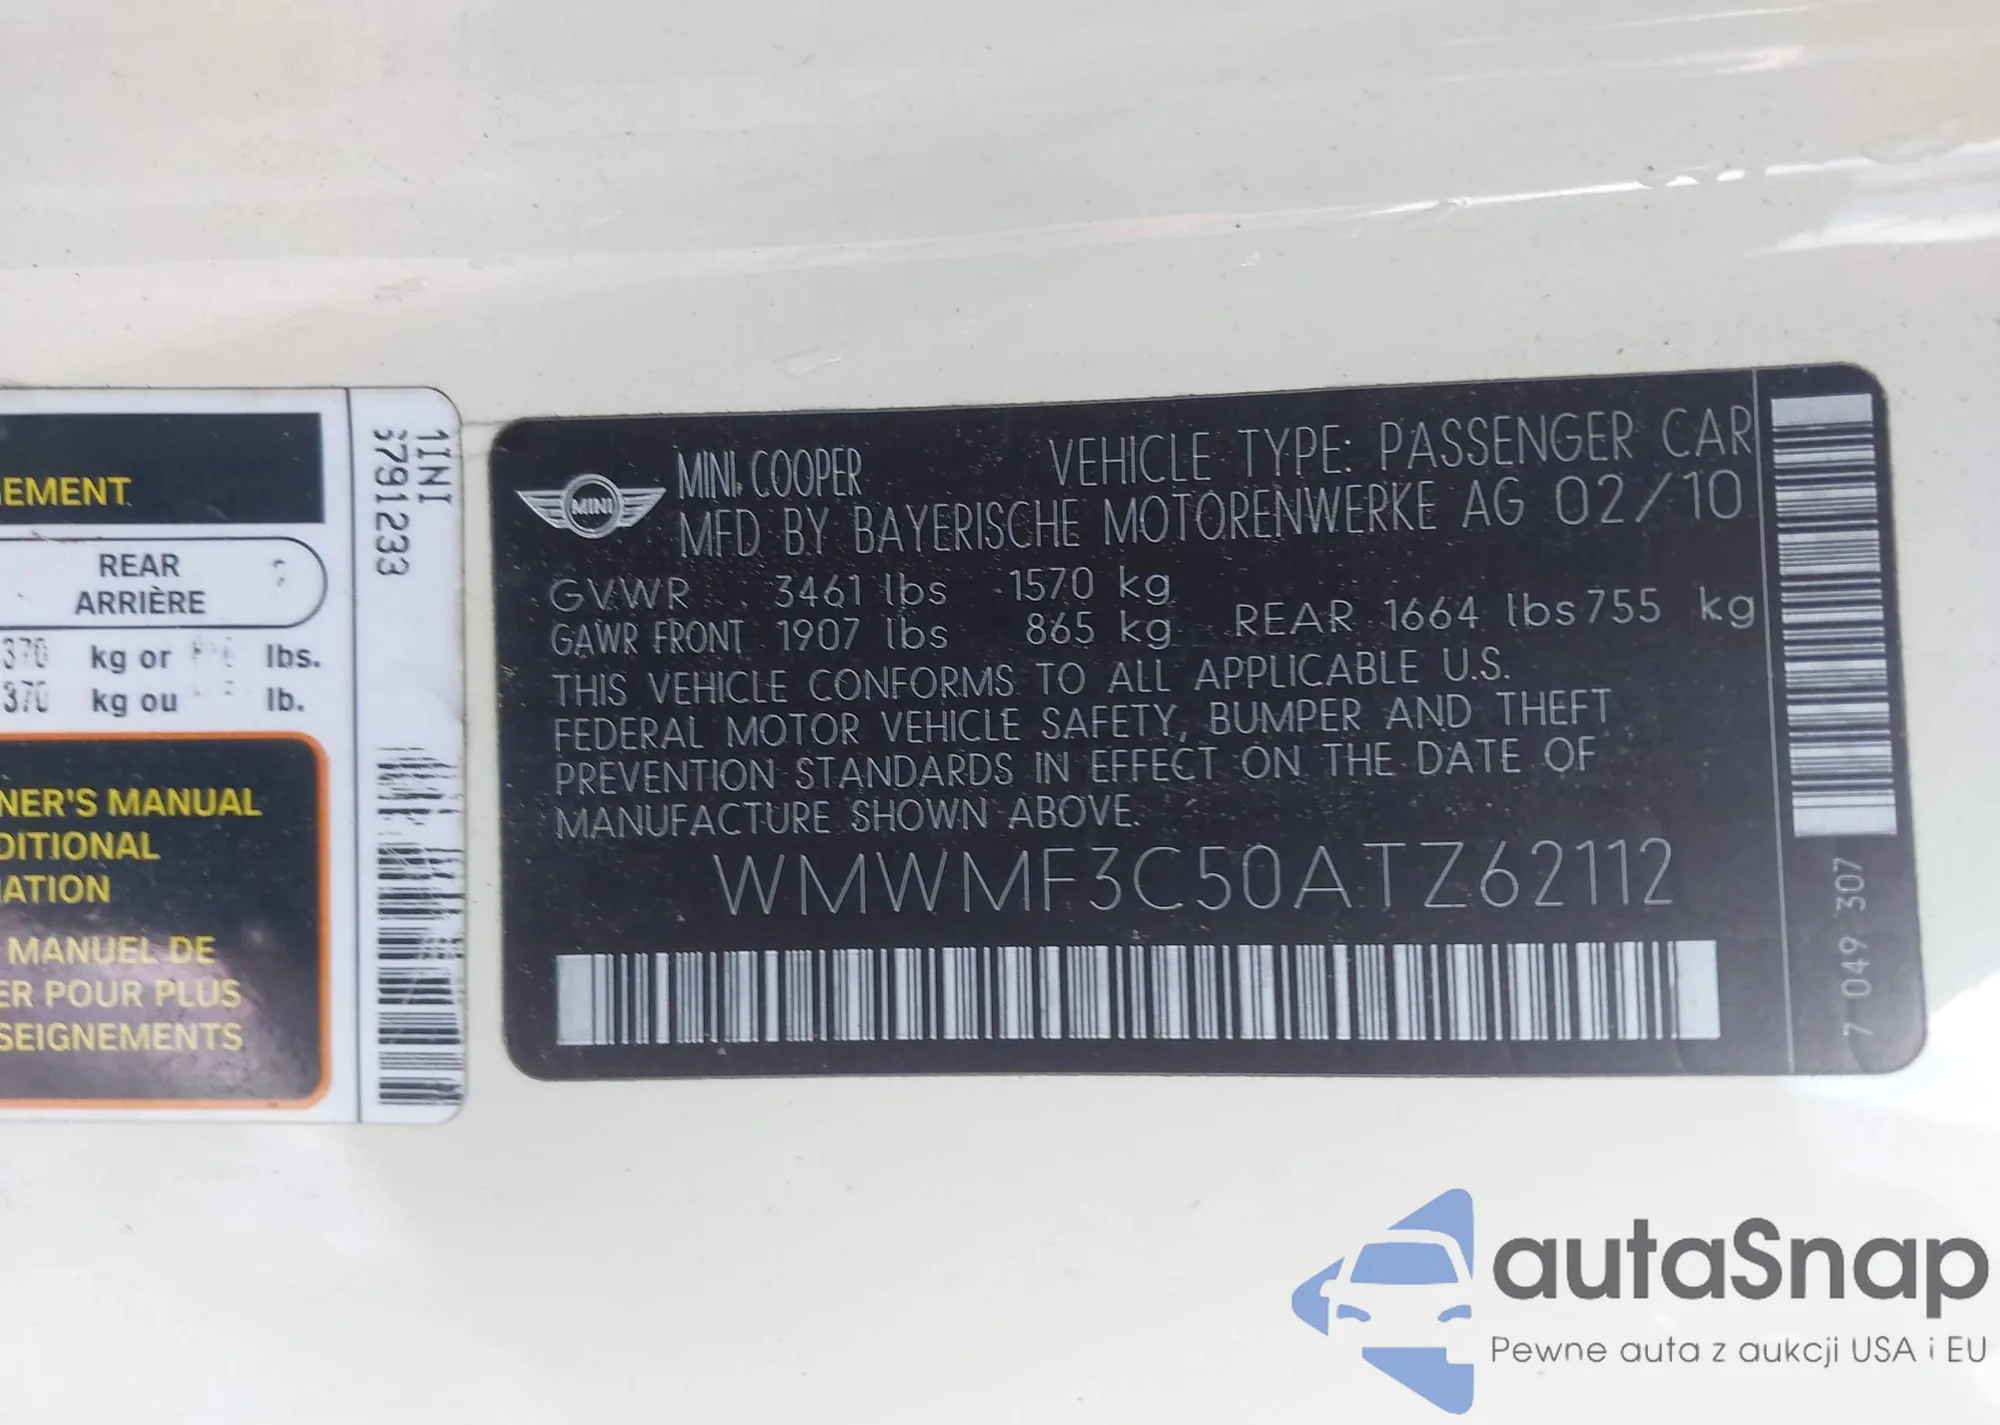 GEMENT
REAR
ARRIÈRE
370 kg or lbs.
370 kg ou lb.
NER'S MANUAL
DITIONAL
MATION
MANUEL DE
ER POUR PLUS
SEIGNEMENTS
1INI
3791233
MINI
MINI COOPER VEHICLE TYPE: PASSENGER CAR
MFD BY BAYERISCHE MOTORENWERKE AG 02/10
GVWR 3461 lbs 1570 kg
GAWR FRONT 1907 lbs 865 kg REAR 1664 lbs 755 kg
THIS VEHICLE CONFORMS TO ALL APPLICABLE U.S.
FEDERAL MOTOR VEHICLE SAFETY, BUMPER AND THEFT
PREVENTION STANDARDS IN EFFECT ON THE DATE OF
MANUFACTURE SHOWN ABOVE.
WMWMF3C50ATZ62112
7 049 307
autaSnap
Pewne auta z aukcji USA i EU